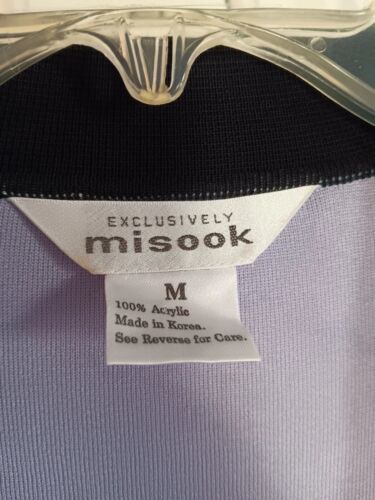 EXCLUSIVELY
misook
M
100% Acrylic
Made in Korea.
See Reverse for Care.